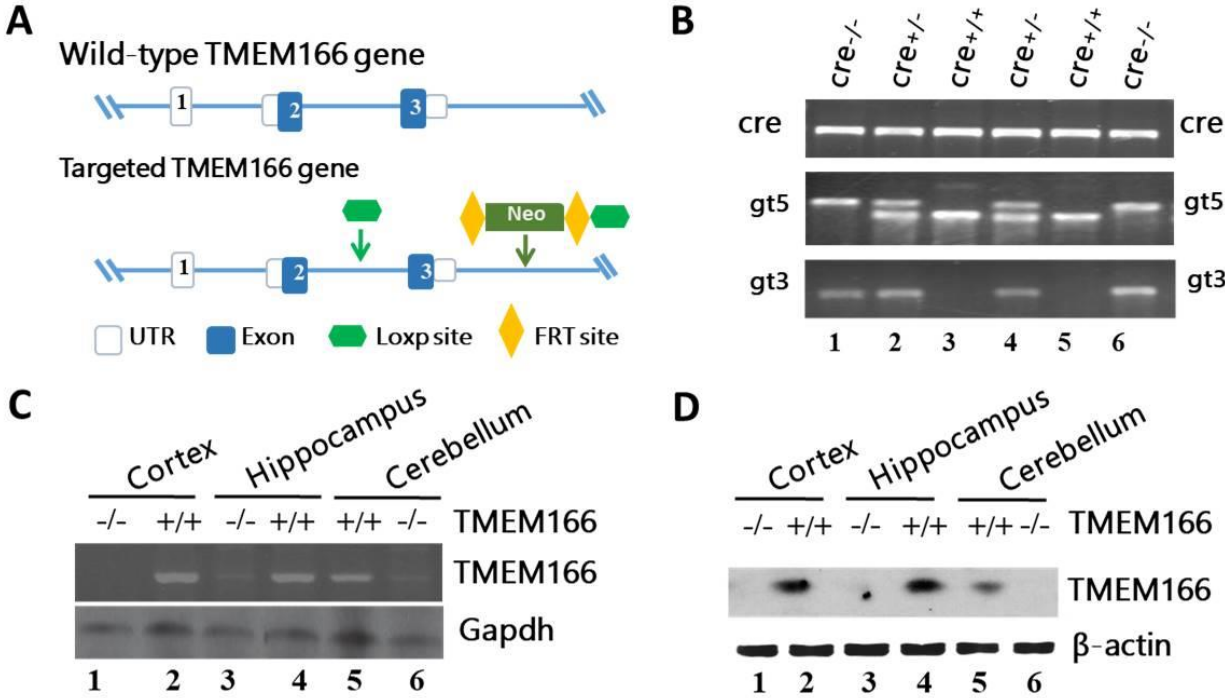 A
Wild-type TMEM166 gene
1 2 3
Targeted TMEM166 gene
Neo
1 2 3
UTR Exon Loxp site FRT site
B
cre-/- cre+/- cre+/+ cre+/- cre+/+ cre-/-
cre cre
gt5 gt5
gt3 gt3
1 2 3 4 5 6
C
Cortex Hippocampus Cerebellum
-/- +/+ -/- +/+ +/+ -/- TMEM166
TMEM166
Gapdh
1 2 3 4 5 6
D
Cortex Hippocampus Cerebellum
-/- +/+ -/- +/+ +/+ -/- TMEM166
TMEM166
β-actin
1 2 3 4 5 6